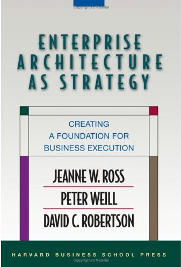 ENTERPRISE
ARCHITECTURE
AS STRATEGY
CREATING
A FOUNDATION FOR
BUSINESS EXECUTION
JEANNE W. ROSS
PETER WEILL
DAVID C. ROBERTSON
HARVARD BUSINESS SCHOOL PRESS